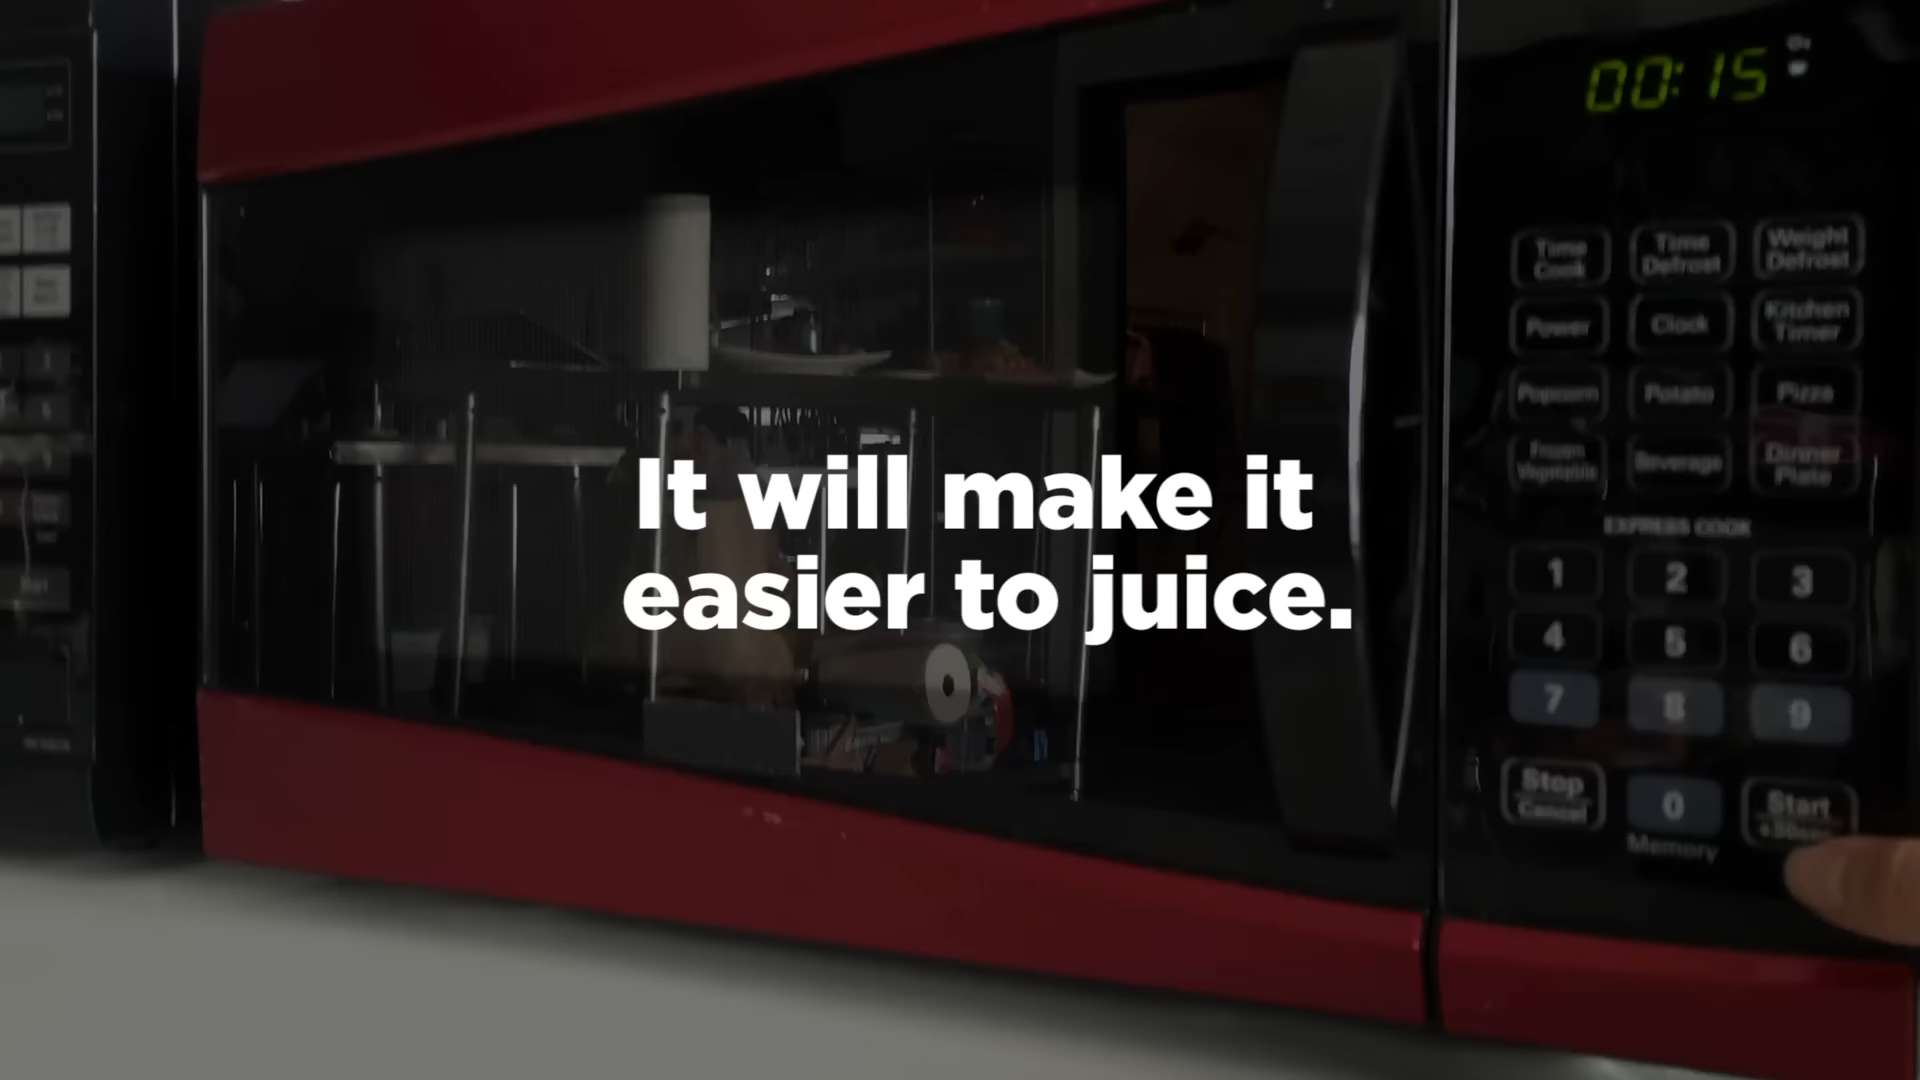 00:15
Time
Cook
Time
Defrost
Weight
Defrost
Power
Clock
Kitchen
Timer
Popcorn
Potato
Pizza
Frozen
Vegetable
Beverage
Dinner
Plate
It will make it
easier to juice.
EXPRESS COOK
1 2 3
4 5 6
7 8 9
Stop
Cancel
0
Memory
Start
+30sec